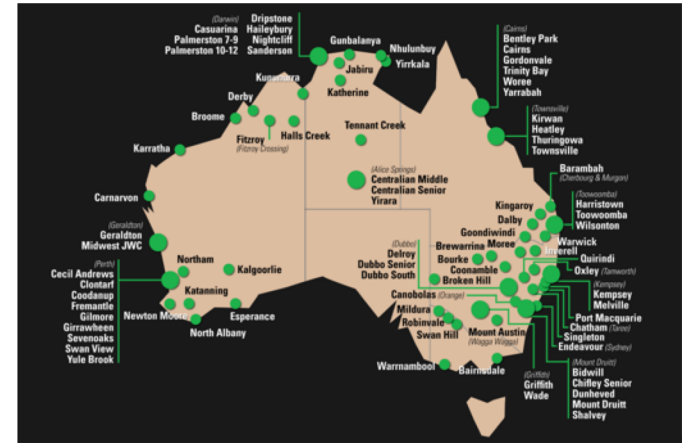 (Darwin)
Casuarina
Palmerston 7-9
Palmerston 10-12
Dripstone
Haileybury
Nightcliff
Sanderson
Gunbalanya
Nhulunbuy
Yirrkala
Jabiru
Katherine
Kununurra
Derby
Broome
Fitzroy
(Fitzroy Crossing)
Halls Creek
Tennant Creek
Karratha
Carnarvon
(Alice Springs)
Centralian Middle
Centralian Senior
Yirara
(Cairns)
Bentley Park
Cairns
Gordonvale
Trinity Bay
Woree
Yarrabah
(Townsville)
Kirwan
Heatley
Thuringowa
Townsville
Barambah
(Cherbourg & Murgon)
(Toowoomba)
Harristown
Toowoomba
Wilsonton
Kingaroy
Dalby
Goondiwindi
Warwick
Inverell
Moree
Brewarrina
Bourke
Coonamble
Broken Hill
Quirindi
Oxley (Tamworth)
(Kempsey)
Kempsey
Melville
Port Macquarie
Chatham (Taree)
Singleton
Endeavour (Sydney)
(Mount Druitt)
Bidwill
Chifley Senior
Dunheved
Mount Druitt
Shalvey
(Dubbo)
Delroy
Dubbo Senior
Dubbo South
Canobolas (Orange)
Mildura
Robinvale
Swan Hill
Mount Austin
(Wagga Wagga)
(Griffith)
Griffith
Wade
Warrnambool
Bairnsdale
(Geraldton)
Geraldton
Midwest JWC
(Perth)
Cecil Andrews
Clontarf
Coodanup
Fremantle
Gilmore
Girrawheen
Sevenoaks
Swan View
Yule Brook
Northam
Kalgoorlie
Katanning
Newton Moore
North Albany
Esperance